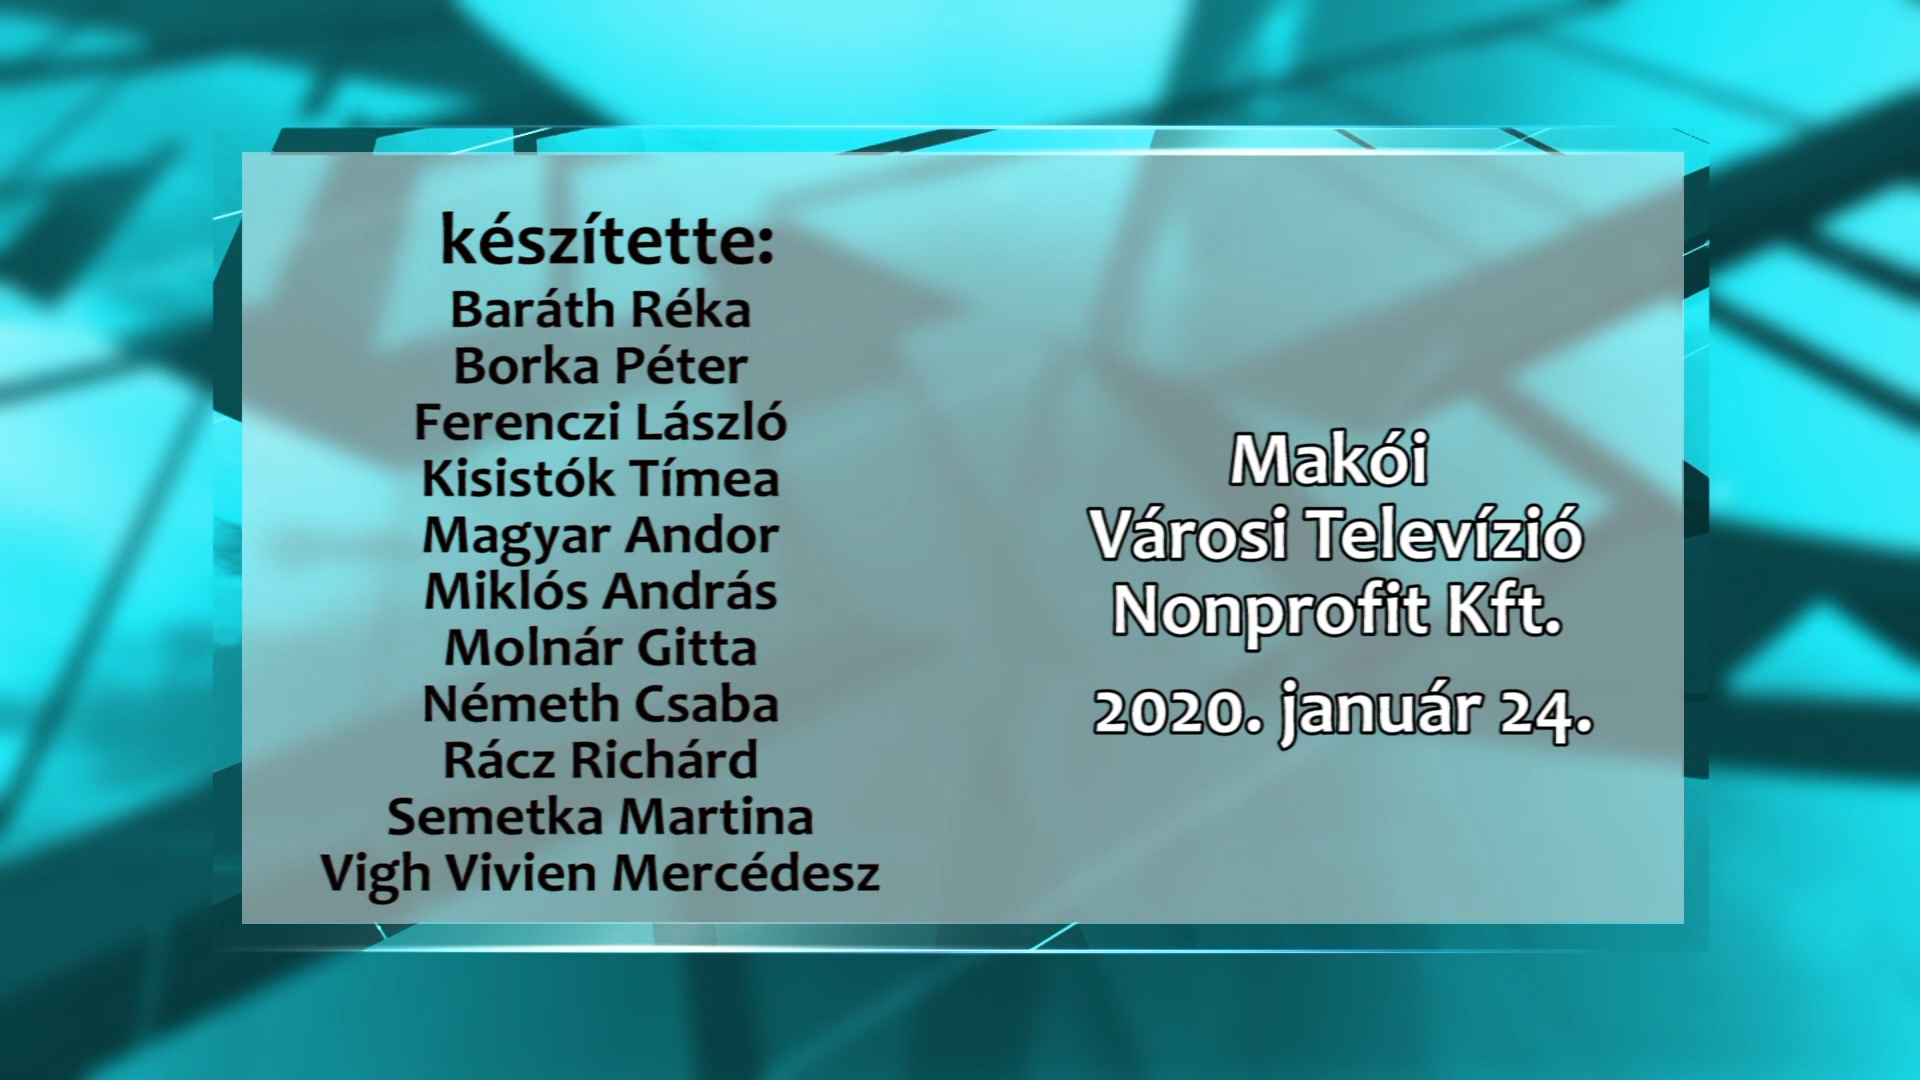 készítette:
Baráth Réka
Borka Péter
Ferenczi László
Kisistók Tímea
Magyar Andor
Miklós András
Molnár Gitta
Németh Csaba
Rácz Richárd
Semetka Martina
Vigh Vivien Mercédesz
Makói
Városi Televízió
Nonprofit Kft.
2020. január 24.